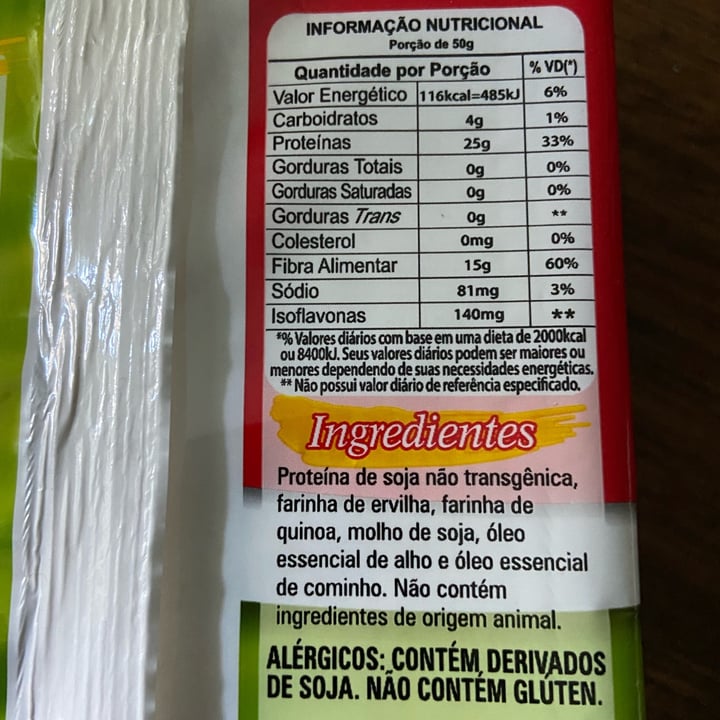 INFORMAÇÃO NUTRICIONAL
Porção de 50g
Quantidade por Porção % VD(*)
Valor Energético 116kcal=485kJ 6%
Carboidratos 4g 1%
Proteínas 25g 33%
Gorduras Totais 0g 0%
Gorduras Saturadas 0g 0%
Gorduras Trans 0g **
Colesterol 0mg 0%
Fibra Alimentar 15g 60%
Sódio 81mg 3%
Isoflavonas 140mg **
*% Valores diários com base em uma dieta de 2000kcal
ou 8400kJ. Seus valores diários podem ser maiores ou
menores dependendo de suas necessidades energéticas.
** Não possui valor diário de referência especificado.
Ingredientes
Proteína de soja não transgênica,
farinha de ervilha, farinha de
quinoa, molho de soja, óleo
essencial de alho e óleo essencial
de cominho. Não contém
ingredientes de origem animal.
ALÉRGICOS: CONTÉM DERIVADOS
DE SOJA. NÃO CONTÉM GLÚTEN.